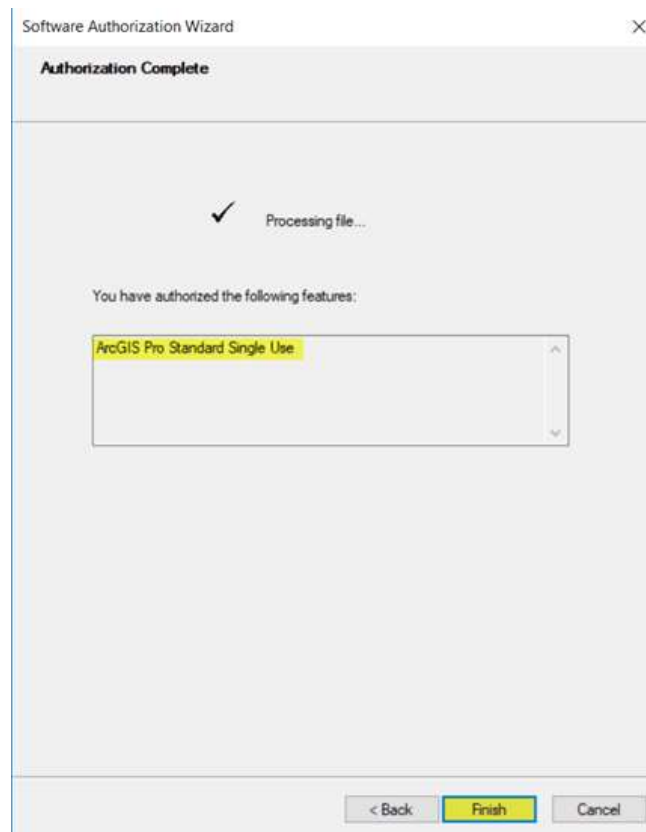 Software Authorization Wizard
Authorization Complete
Processing file...
You have authorized the following features:
ArcGIS Pro Standard Single Use
< Back Finish Cancel